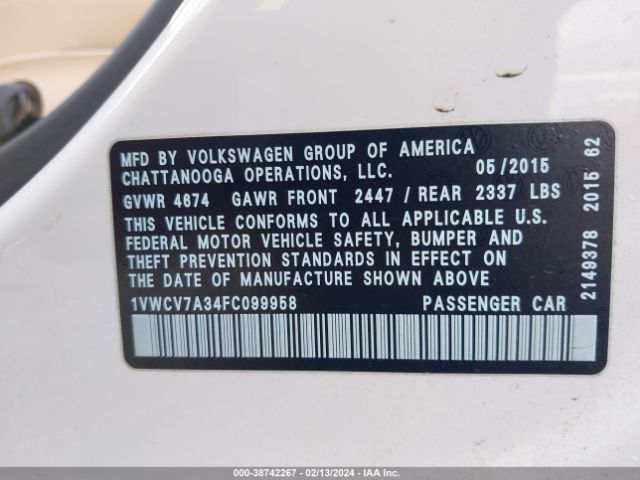 MFD BY VOLKSWAGEN GROUP OF AMERICA
CHATTANOOGA OPERATIONS, LLC. 05/2015
GVWR 4674 GAWR FRONT 2447 / REAR 2337 LBS
THIS VEHICLE CONFORMS TO ALL APPLICABLE U.S.
FEDERAL MOTOR VEHICLE SAFETY, BUMPER AND
THEFT PREVENTION STANDARDS IN EFFECT ON
THE DATE OF MANUFACTURE SHOWN ABOVE
1VWCV7A34FC099958 PASSENGER CAR
2149378 2015 62
000-38742267 - 02/13/2024 - IAAI.COM